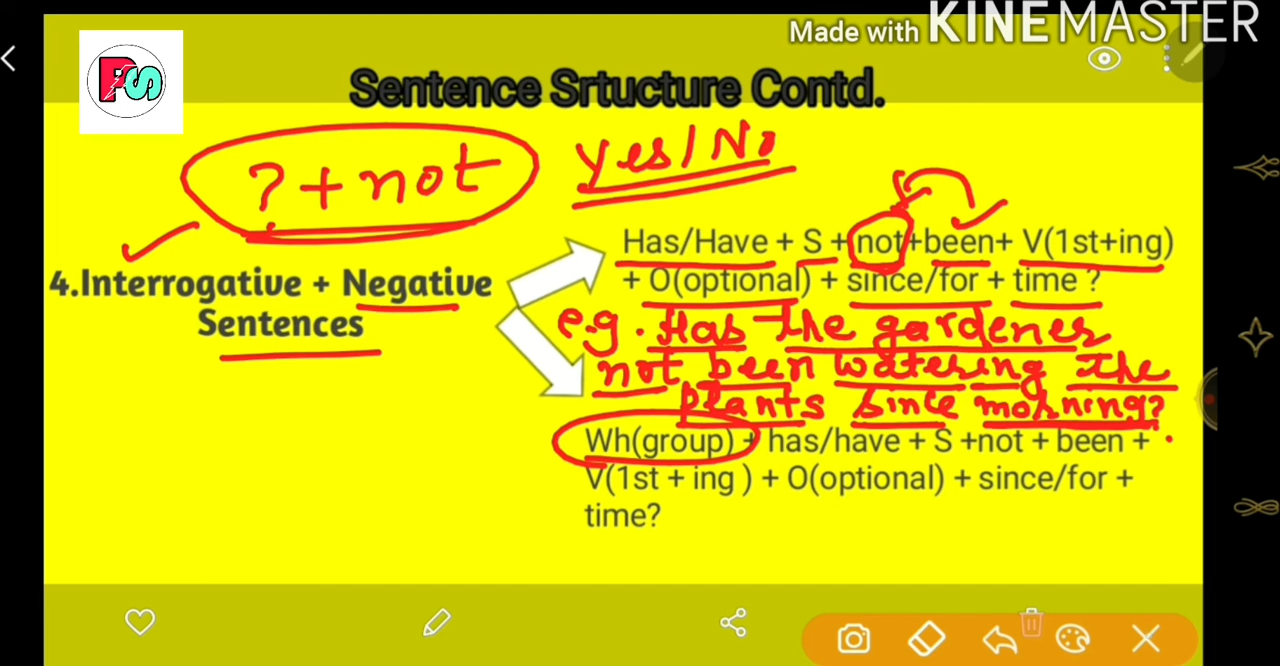 Made with KINEMASTER
PS
Sentence Srtucture Contd.
? + not
Yes/No
Has/Have + S + not+been+ V(1st+ing)
+ O(optional) + since/for + time ?
4.Interrogative + Negative
Sentences
e.g. Has the gardener
not been watering the
plants since morning?
Wh(group) + has/have + S +not + been +
V(1st + ing ) + O(optional) + since/for +
time?